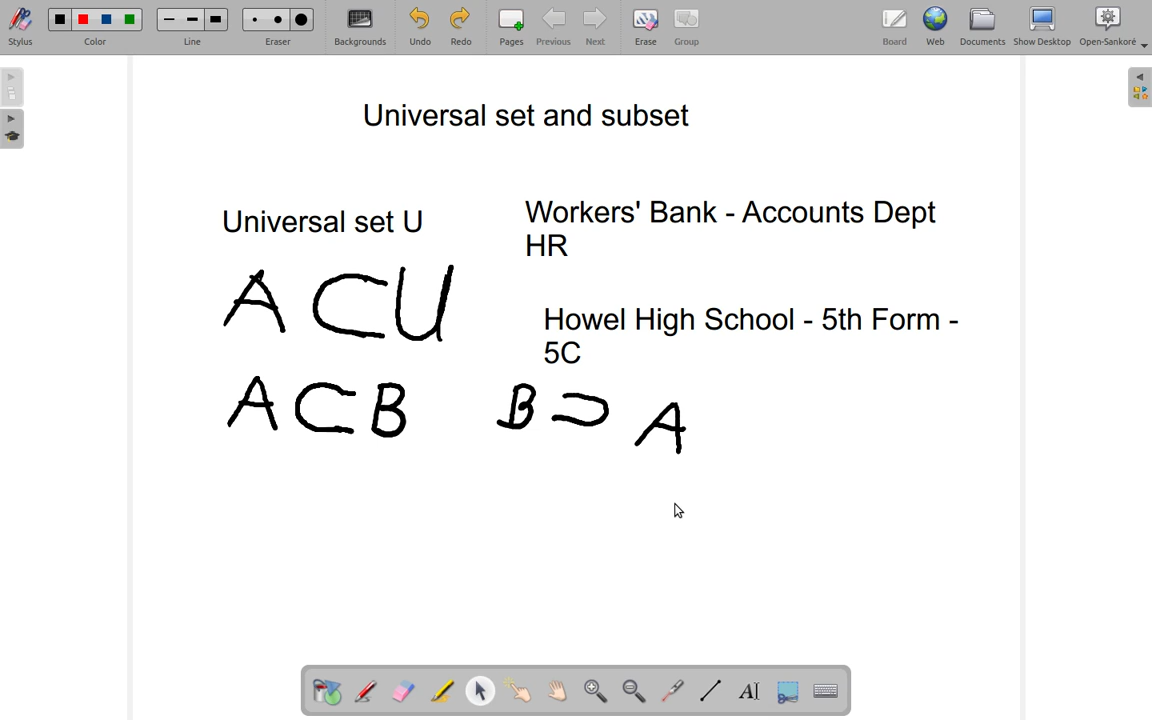 Stylus
Color
Line
Eraser
Backgrounds
Undo
Redo
Pages
Previous
Next
Erase
Group
Board
Web
Documents
Show Desktop
Open-Sankoré
Universal set and subset
Universal set U
Workers' Bank - Accounts Dept
HR
A ⊂ U
Howel High School - 5th Form -
5C
A ⊂ B
B ⊃ A